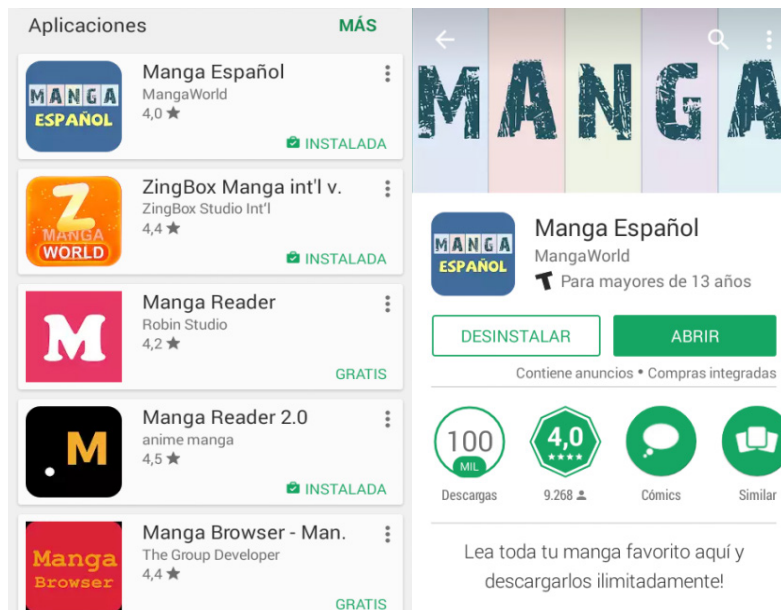 Aplicaciones MÁS
MANGA
ESPAÑOL
Manga Español
MangaWorld
4,0 ★
INSTALADA
Z
MANGA
WORLD
ZingBox Manga int'l v.
ZingBox Studio Int'l
4,4 ★
INSTALADA
M
Manga Reader
Robin Studio
4,2 ★
GRATIS
.M
Manga Reader 2.0
anime manga
4,5 ★
INSTALADA
Manga
Browser
Manga Browser - Man.
The Group Developer
4,4 ★
GRATIS
MANGA
MANGA
ESPAÑOL
Manga Español
MangaWorld
T Para mayores de 13 años
DESINSTALAR ABRIR
Contiene anuncios • Compras integradas
100
MIL
4,0
★★★★
Descargas 9.268 Cómics Similar
Lea toda tu manga favorito aquí y
descargarlos ilimitadamente!